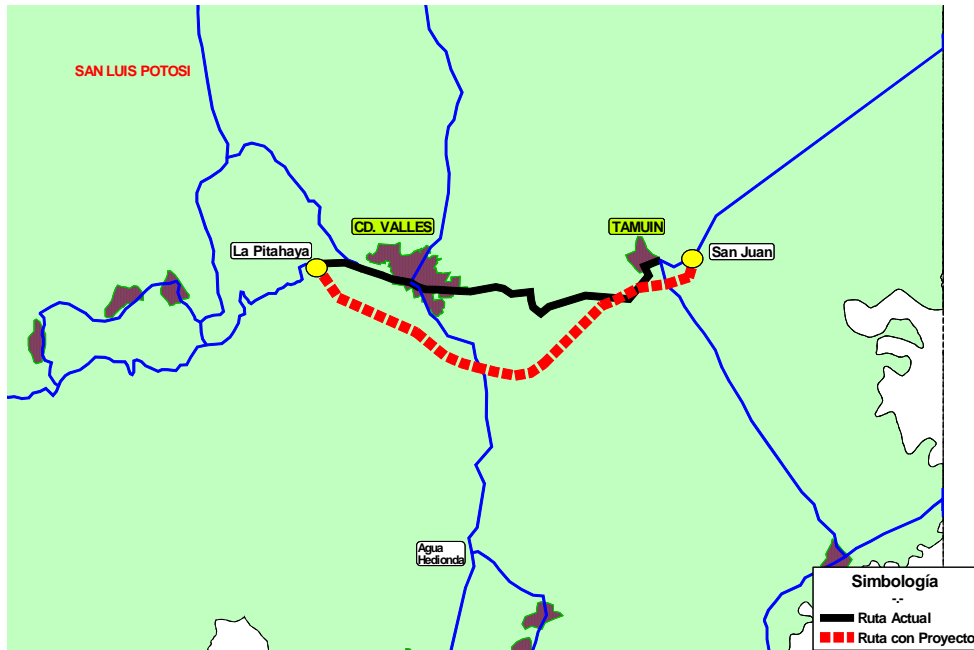 SAN LUIS POTOSI
CD. VALLES
TAMUIN
La Pitahaya
San Juan
Agua
Hedionda
Simbología
-.-
Ruta Actual
Ruta con Proyecto